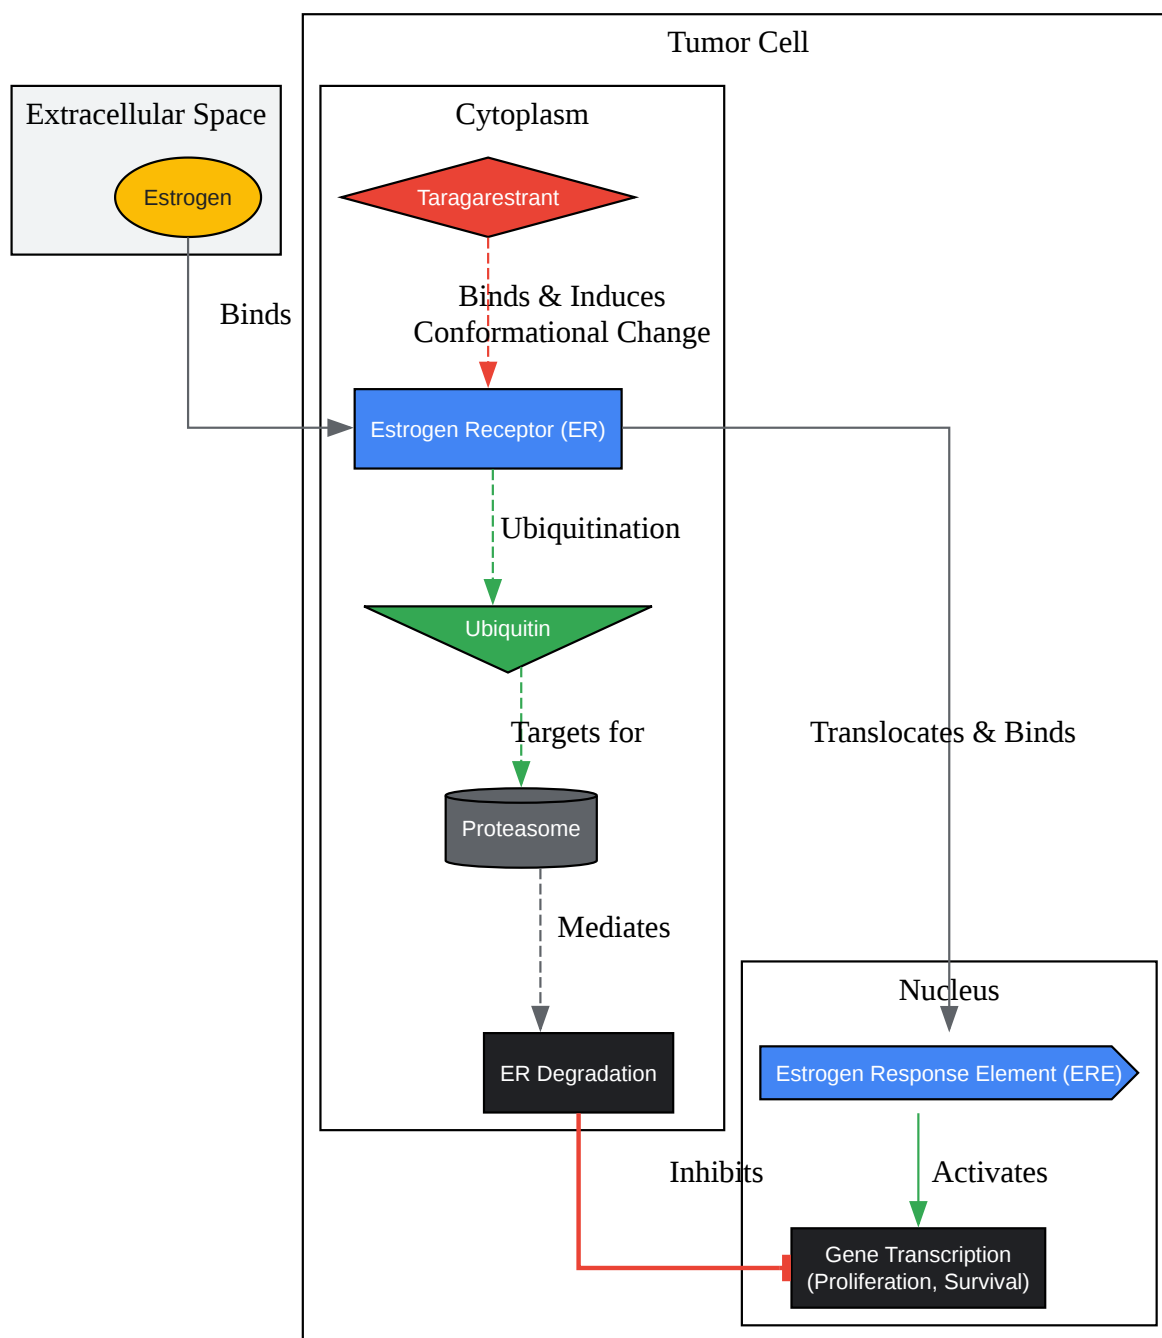 Tumor Cell
Extracellular Space
Cytoplasm
Estrogen
Taragarestrant
Binds
Binds & Induces
Conformational Change
Estrogen Receptor (ER)
Ubiquitination
Ubiquitin
Targets for
Translocates & Binds
Proteasome
Mediates
Nucleus
ER Degradation
Estrogen Response Element (ERE)
Inhibits
Activates
Gene Transcription
(Proliferation, Survival)